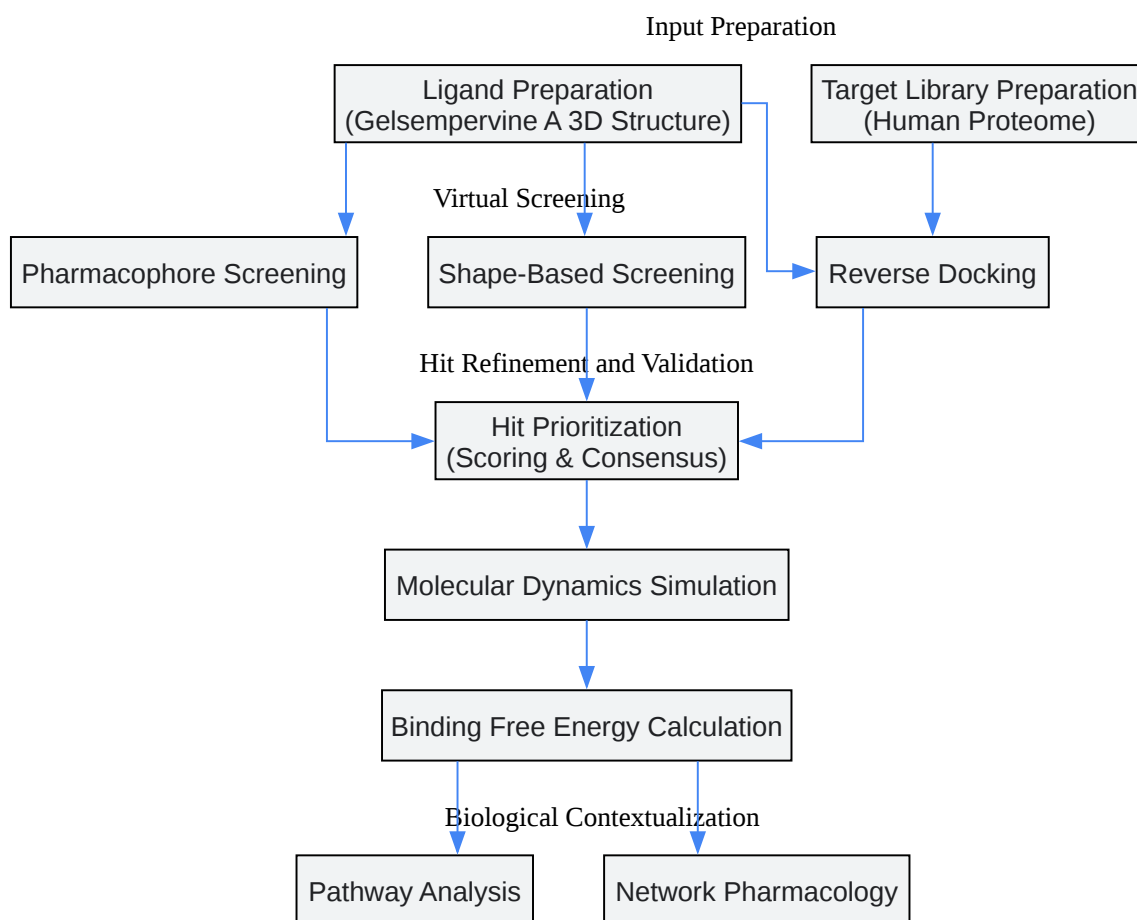 Input Preparation
Ligand Preparation
(Gelsempervine A 3D Structure)
Target Library Preparation
(Human Proteome)
Virtual Screening
Pharmacophore Screening
Shape-Based Screening
Reverse Docking
Hit Refinement and Validation
Hit Prioritization
(Scoring & Consensus)
Molecular Dynamics Simulation
Binding Free Energy Calculation
Biological Contextualization
Pathway Analysis
Network Pharmacology